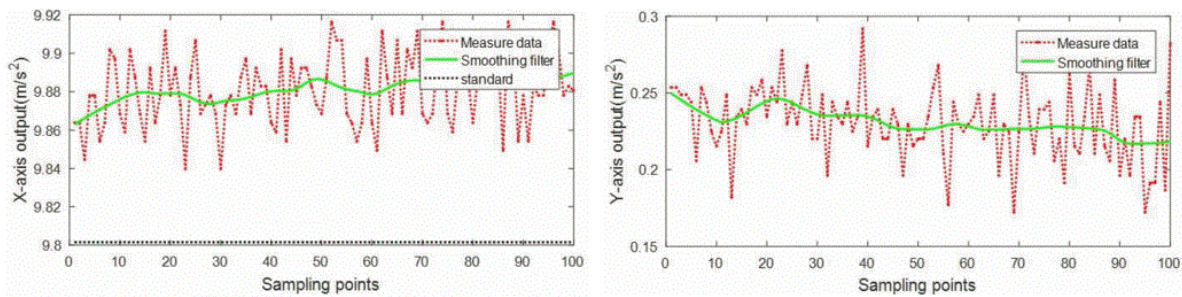 9.92
9.9
9.88
9.86
9.84
9.82
9.8
X-axis output(m/s²)
0 10 20 30 40 50 60 70 80 90 100
Sampling points
Measure data
Smoothing filter
standard
0.3
0.25
0.2
0.15
Y-axis output(m/s²)
0 10 20 30 40 50 60 70 80 90 100
Sampling points
Measure data
Smoothing filter